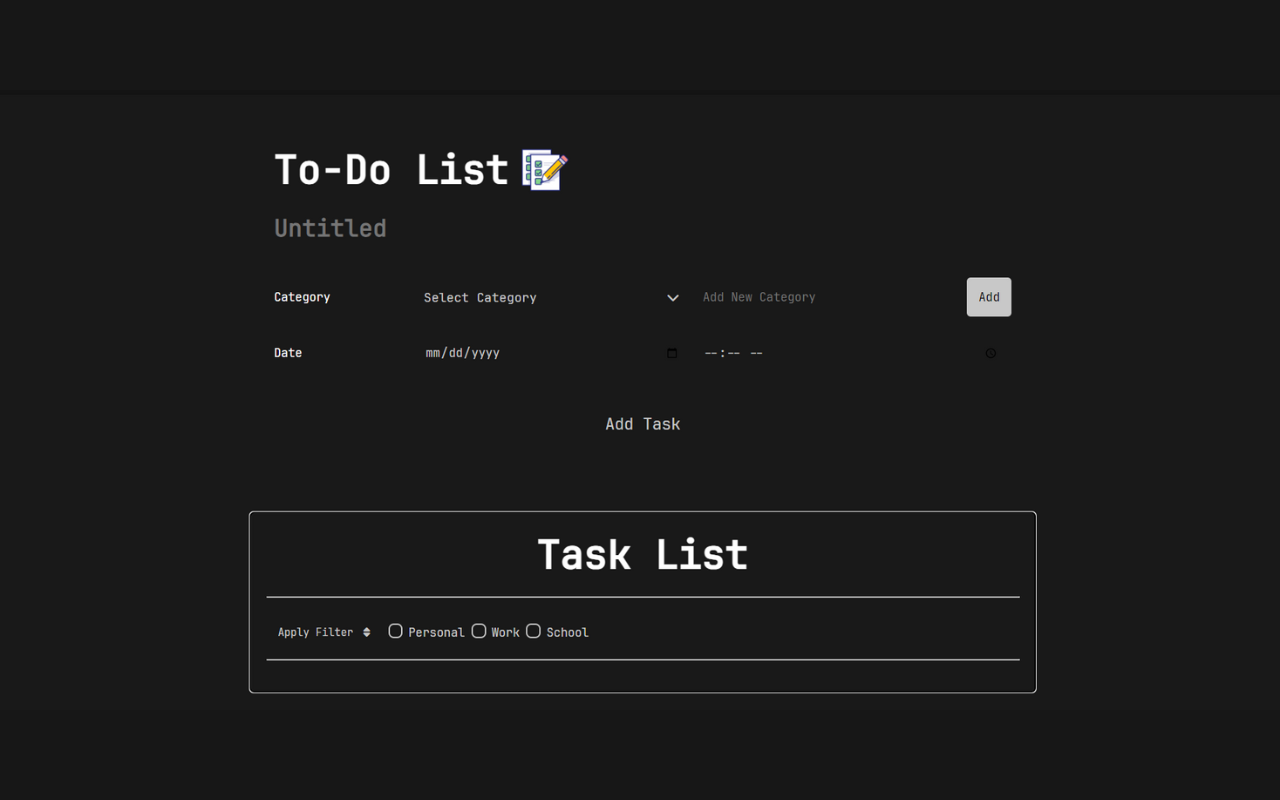 To-Do List
Untitled
Category Select Category Add New Category Add
Date mm/dd/yyyy --:-- --
Add Task
Task List
Apply Filter Personal Work School